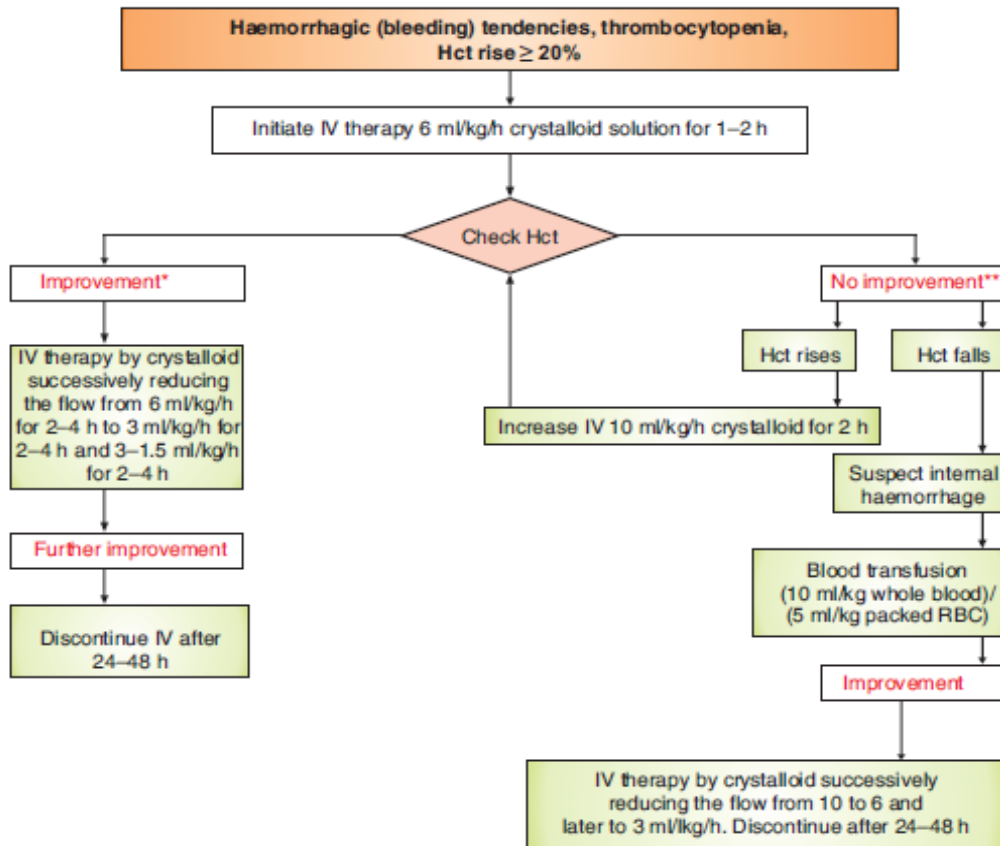 Haemorrhagic (bleeding) tendencies, thrombocytopenia,
Hct rise ≥ 20%
Initiate IV therapy 6 ml/kg/h crystalloid solution for 1–2 h
Check Hct
Improvement*
IV therapy by crystalloid
successively reducing
the flow from 6 ml/kg/h
for 2–4 h to 3 ml/kg/h for
2–4 h and 3–1.5 ml/kg/h
for 2–4 h
Further improvement
Discontinue IV after
24–48 h
No improvement**
Hct rises
Hct falls
Increase IV 10 ml/kg/h crystalloid for 2 h
Suspect internal
haemorrhage
Blood transfusion
(10 ml/kg whole blood)/
(5 ml/kg packed RBC)
Improvement
IV therapy by crystalloid successively
reducing the flow from 10 to 6 and
later to 3 ml/lkg/h. Discontinue after 24–48 h